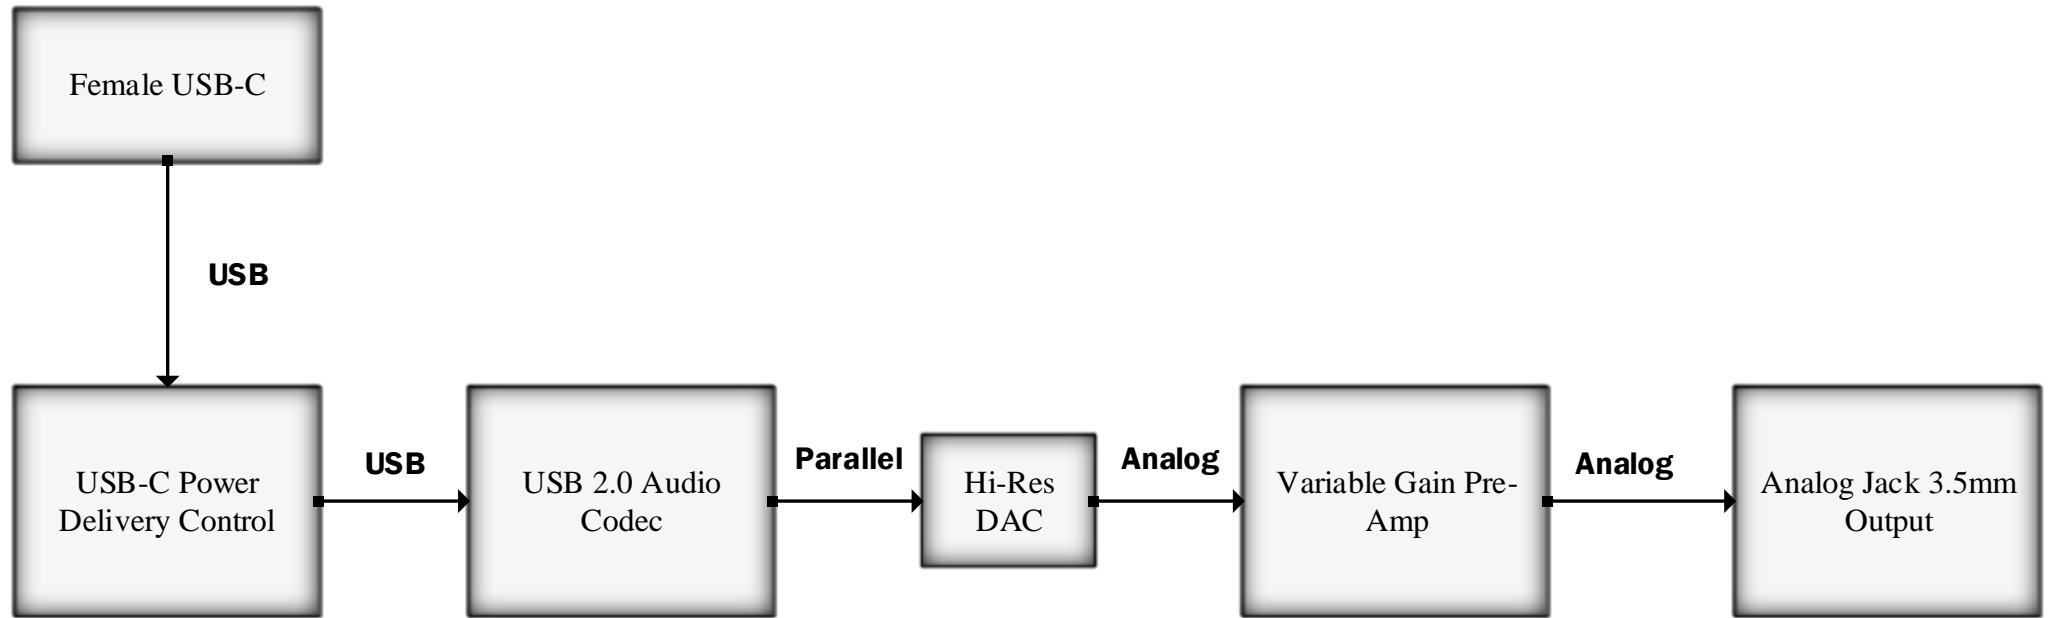 Female USB-C
USB
USB-C Power
Delivery Control
USB
USB 2.0 Audio
Codec
Parallel
Hi-Res
DAC
Analog
Variable Gain Pre-
Amp
Analog
Analog Jack 3.5mm
Output